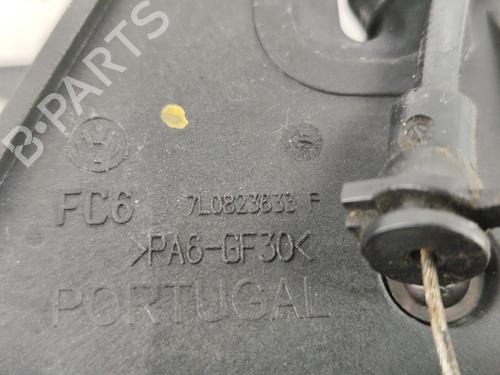 B-PARTS
FC6 7L0823633 F
>PA6-GF30<
PORTUGAL